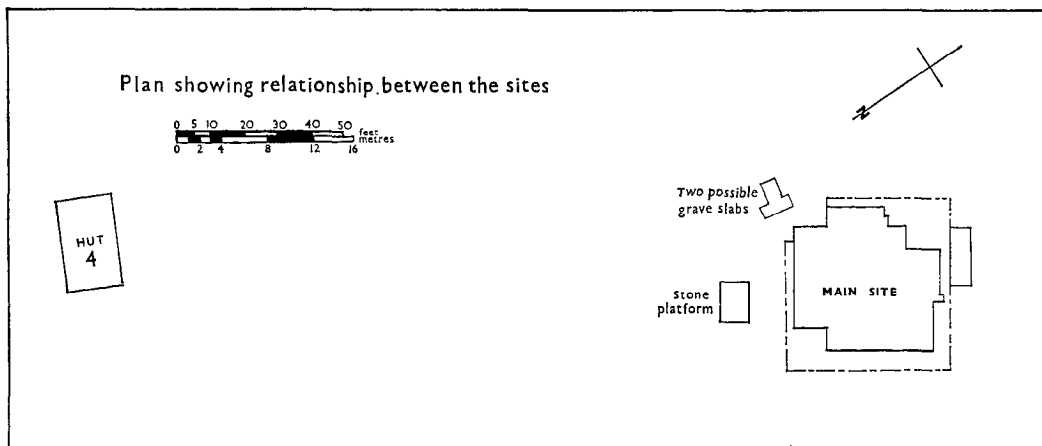 Plan showing relationship between the sites
0 5 10 20 30 40 50 feet
metres
0 2 4 8 12 16
N
Two possible
grave slabs
HUT
4
MAIN SITE
Stone
platform